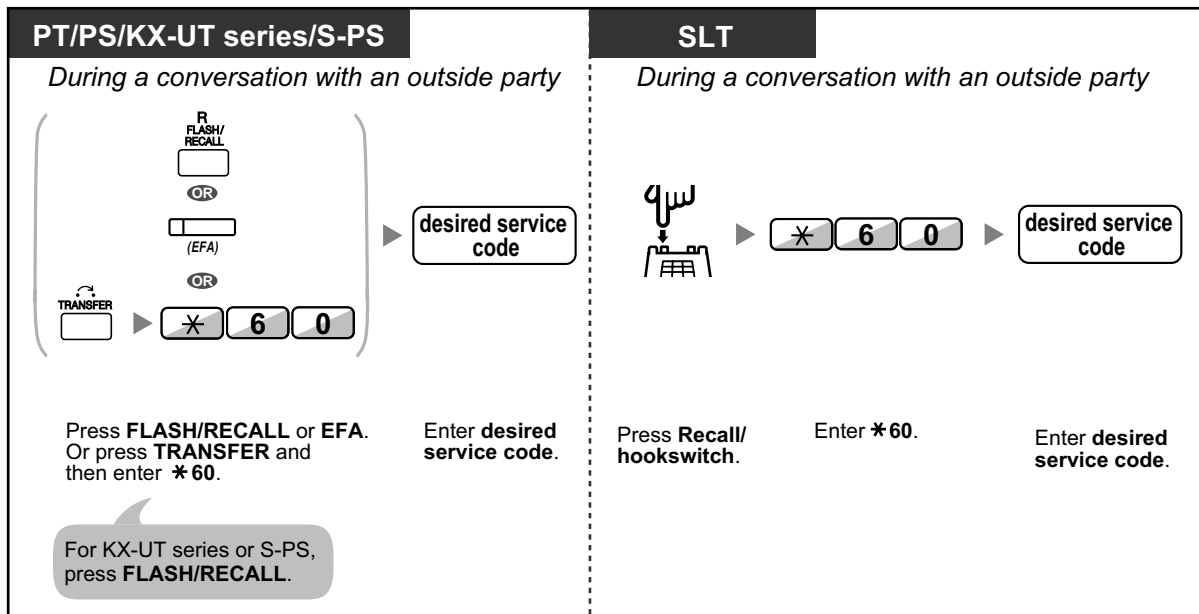 PT/PS/KX-UT series/S-PS
During a conversation with an outside party
R
FLASH/
RECALL
OR
(EFA)
OR
TRANSFER
* 6 0
desired service
code
Press FLASH/RECALL or EFA.
Or press TRANSFER and
then enter *60.
Enter desired
service code.
For KX-UT series or S-PS,
press FLASH/RECALL.
SLT
During a conversation with an outside party
* 6 0
desired service
code
Press Recall/
hookswitch.
Enter *60.
Enter desired
service code.